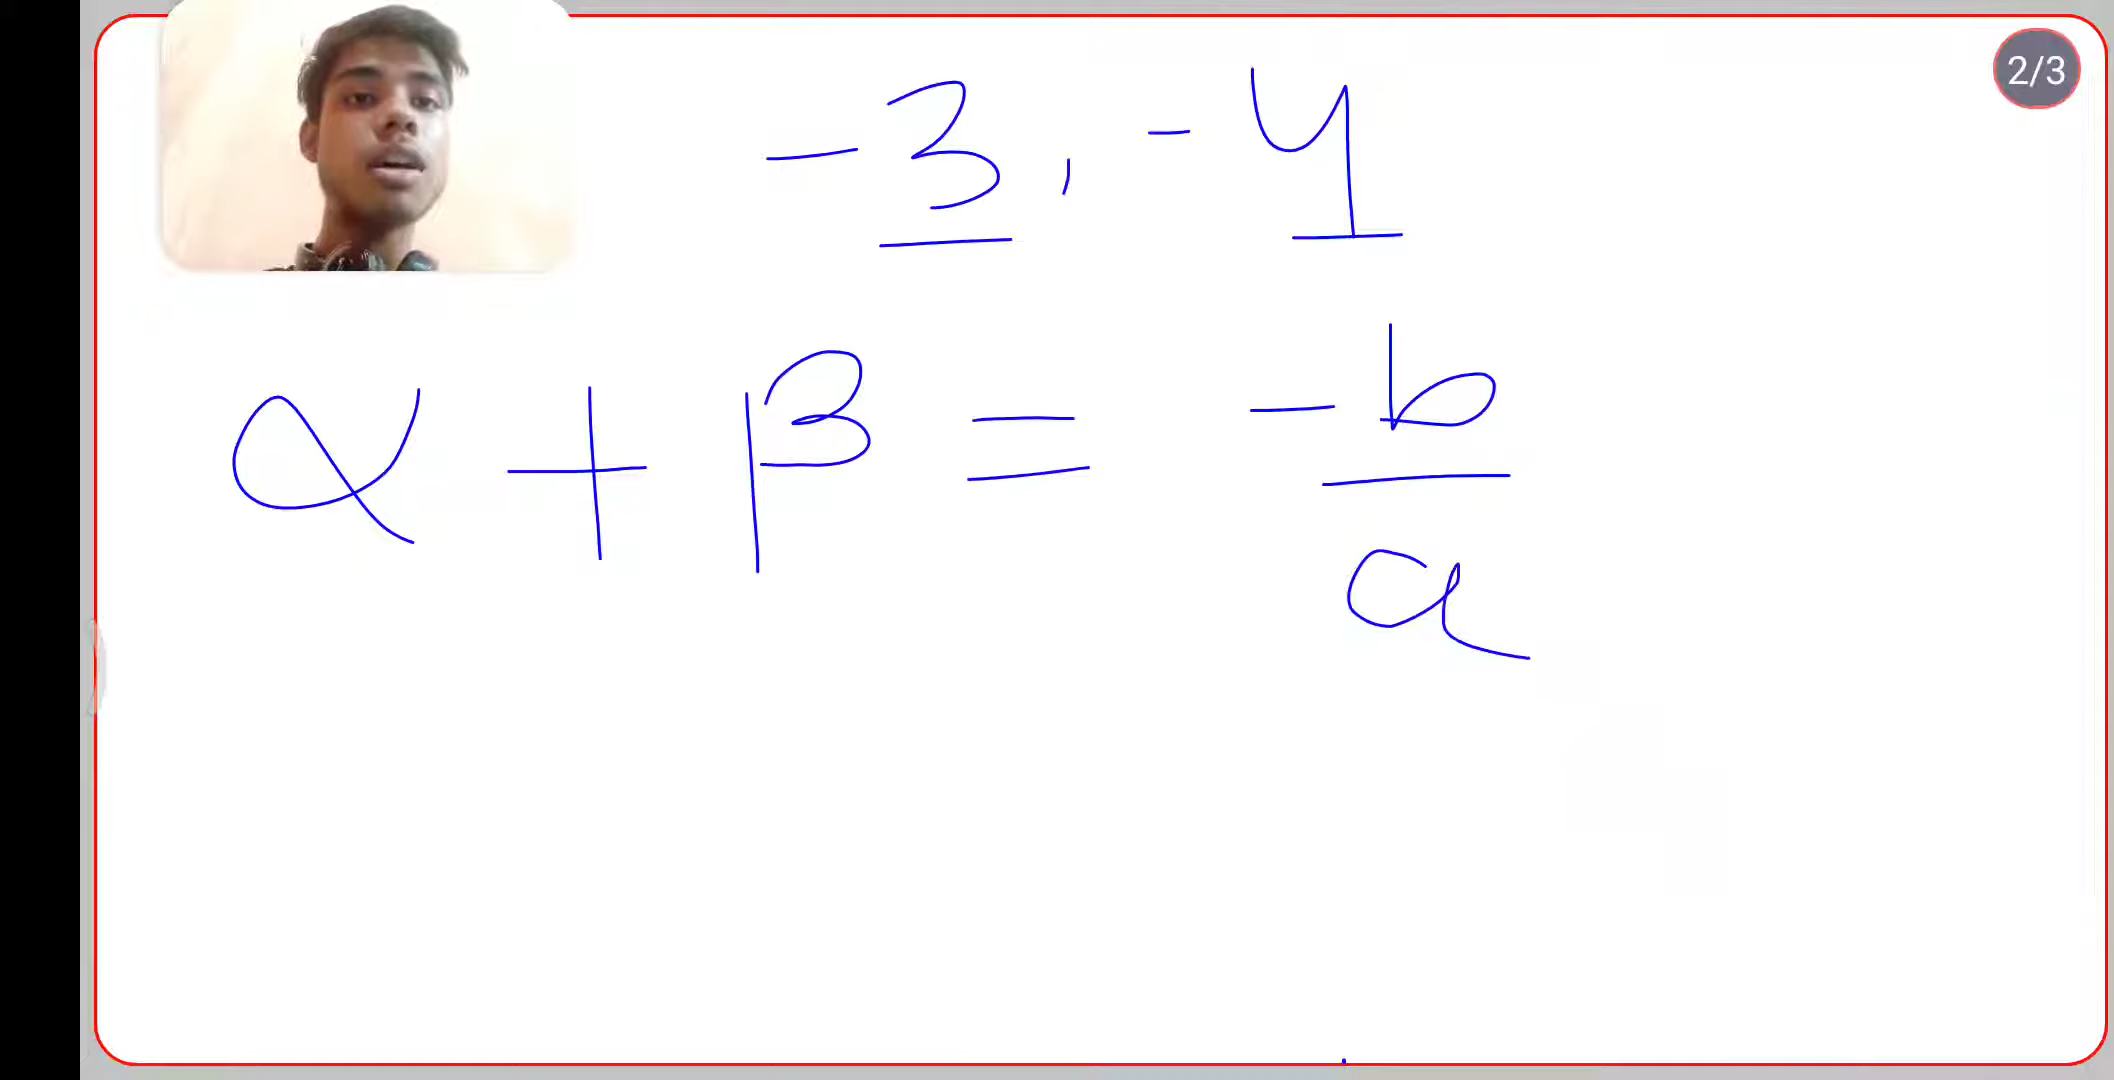 2/3
-3, -4
α + β = -b/a